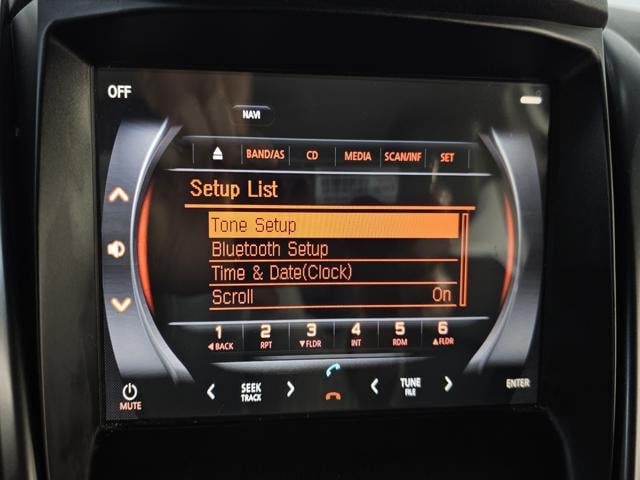 OFF
NAVI
BAND/AS CD MEDIA SCAN/INF SET
Setup List
Tone Setup
Bluetooth Setup
Time & Date(Clock)
Scroll On
1 2 3 4 5 6
◀BACK RPT ▼FLDR INT RDM ▲FLDR
MUTE
SEEK
TRACK
TUNE
FILE
ENTER